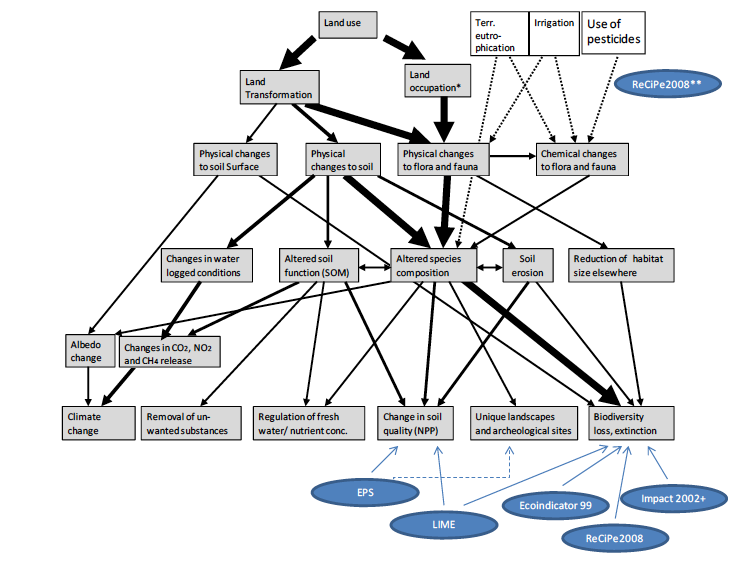 Land use
Terr.
eutro-
phication
Irrigation
Use of
pesticides
Land
Transformation
Land
occupation*
ReCiPe2008**
Physical changes
to soil Surface
Physical
changes to soil
Physical changes
to flora and fauna
Chemical changes
to flora and fauna
Changes in water
logged conditions
Altered soil
function (SOM)
Altered species
composition
Soil
erosion
Reduction of habitat
size elsewhere
Albedo
change
Changes in CO2, NO2
and CH4 release
Climate
change
Removal of un-
wanted substances
Regulation of fresh
water/ nutrient conc.
Change in soil
quality (NPP)
Unique landscapes
and archeological sites
Biodiversity
loss, extinction
EPS
LIME
Ecoindicator 99
Impact 2002+
ReCiPe2008